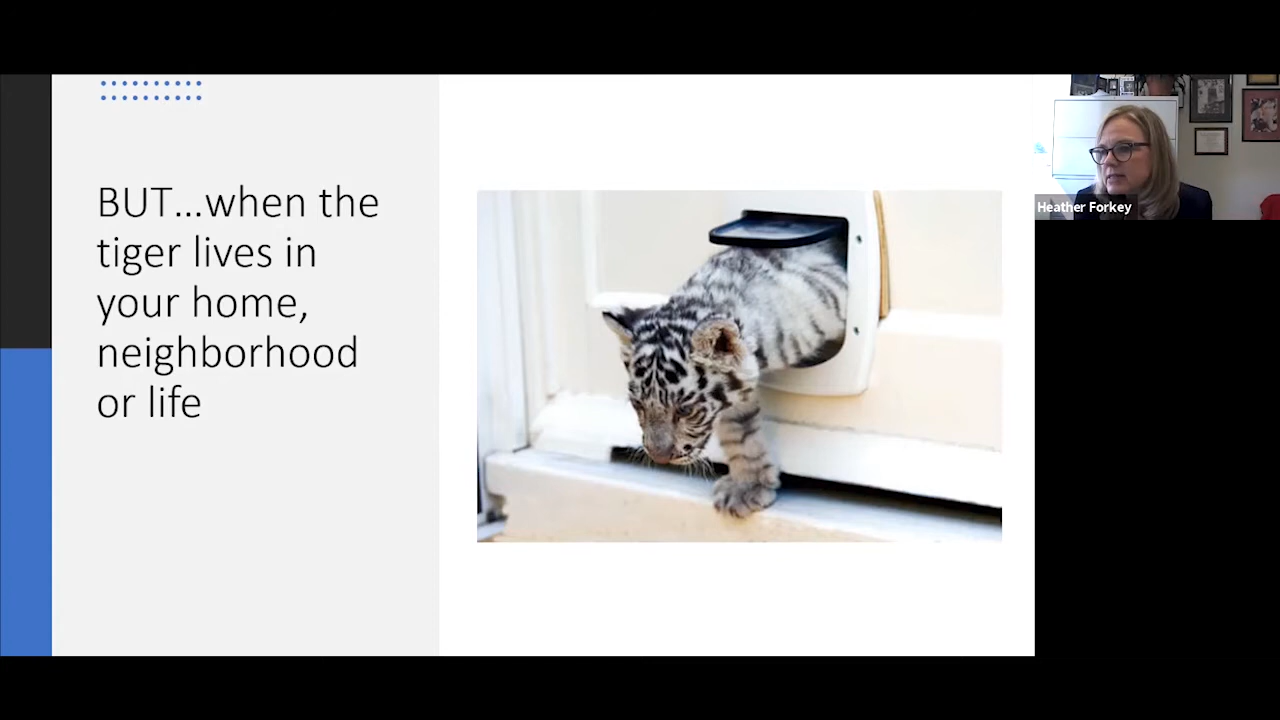 BUT...when the
tiger lives in
your home,
neighborhood
or life
Heather Forkey